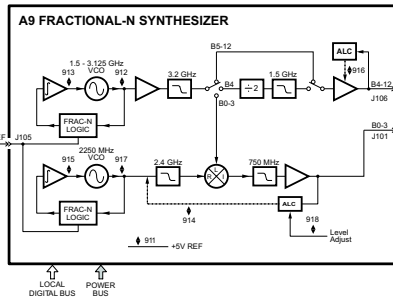 A9 FRACTIONAL-N SYNTHESIZER
B5-12
ALC
1.5 - 3.125 GHz
VCO
913
912
3.2 GHz
B4
÷2
1.5 GHz
916
B4-12
J106
B0-3
FRAC-N
LOGIC
J105
2250 MHz
VCO
915
917
2.4 GHz
L
R
I
750 MHz
B0-3
J101
FRAC-N
LOGIC
914
ALC
918
Level
Adjust
911
+5V REF
LOCAL
DIGITAL BUS
POWER
BUS